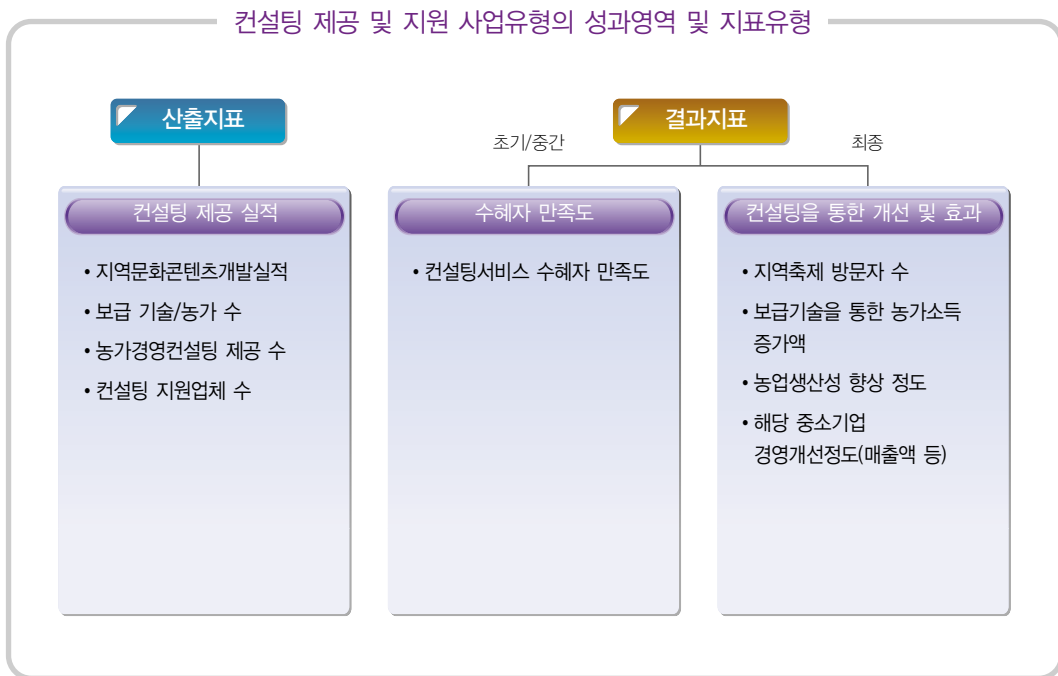 컨설팅 제공 및 지원 사업유형의 성과영역 및 지표유형
산출지표
결과지표
초기/중간
최종
컨설팅 제공 실적
• 지역문화콘텐츠개발실적
• 보급 기술/농가 수
• 농가경영컨설팅 제공 수
• 컨설팅 지원업체 수
수혜자 만족도
• 컨설팅서비스 수혜자 만족도
컨설팅을 통한 개선 및 효과
• 지역축제 방문자 수
• 보급기술을 통한 농가소득
증가액
• 농업생산성 향상 정도
• 해당 중소기업
경영개선정도(매출액 등)